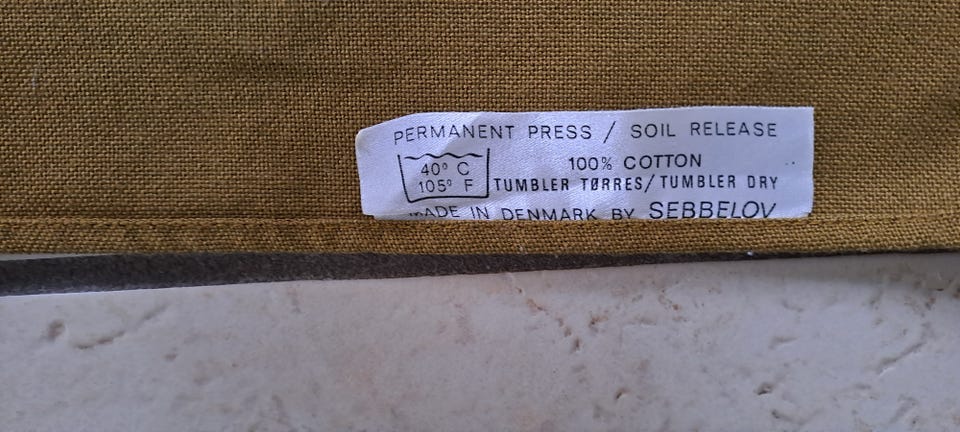 PERMANENT PRESS / SOIL RELEASE
40° C
105° F
100% COTTON
TUMBLER TØRRES/TUMBLER DRY
MADE IN DENMARK BY SEBBELOV